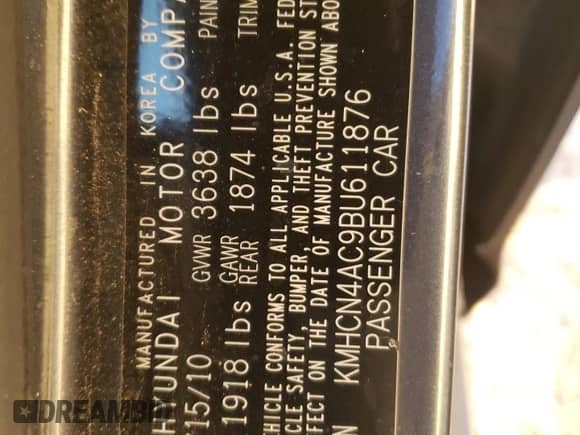 MANUFACTURED IN KOREA BY
HYUNDAI MOTOR COMPA
15/10 GVWR 3638 lbs PAIN
1918 lbs GAWR REAR 1874 lbs TRIM
HICLE CONFORMS TO ALL APPLICABLE U.S.A. FED
CLE SAFETY, BUMPER, AND THEFT PREVENTION ST
FECT ON THE DATE OF MANUFACTURE SHOWN ABO
KMHCN4AC9BU611876
PASSENGER CAR
DREAMBID